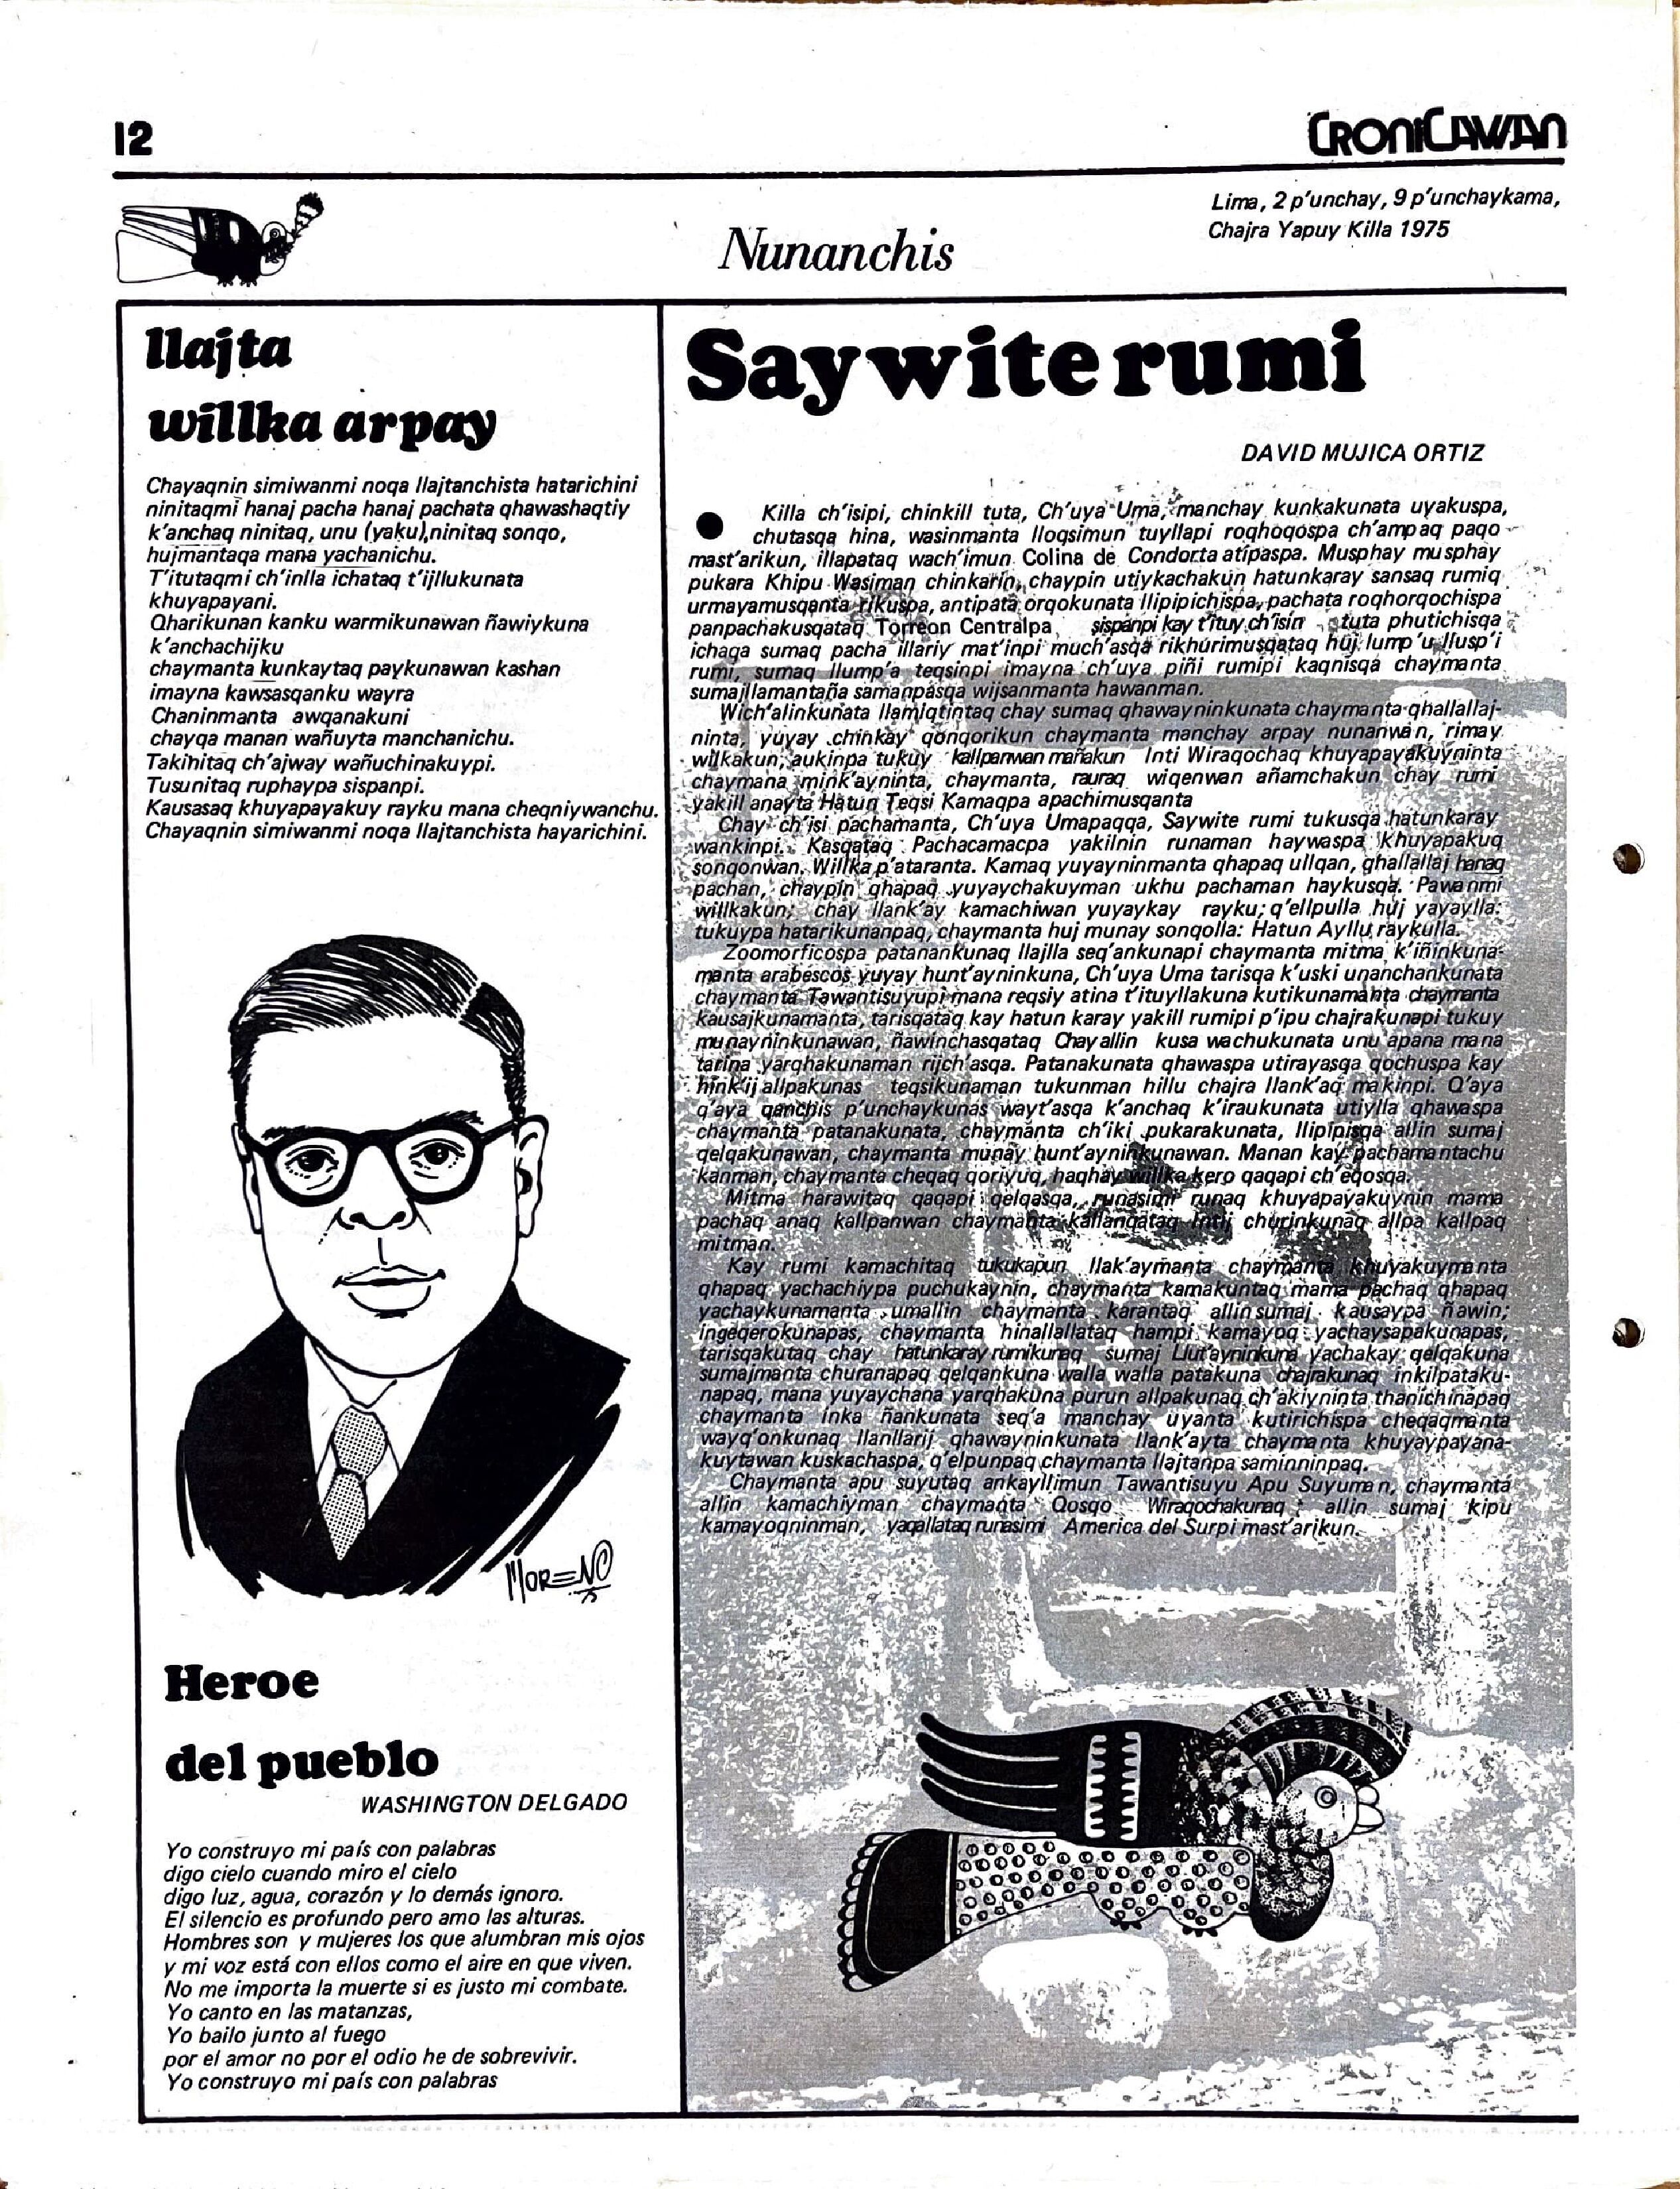 12
CRONICAWAN
Lima, 2 p'unchay, 9 p'unchaykama,
Chajra Yapuy Killa 1975
Nunanchis
llajta
willka arpay
Chayaqnin simiwanmi noqa llajtanchista hatarichini
ninitaqmi hanaj pacha hanaj pachata qhawashaqtiy
k'anchaq ninitaq, unu (yaku),ninitaq sonqo,
hujmantaqa mana yachanichu.
T'itutaqmi ch'inlla ichataq t'ijllukunata
khuyapayani.
Qharikunan kanku warmikunawan ñawiykuna
k'anchachijku
chaymanta kunkaytaq paykunawan kashan
imayna kawsasqanku wayra
Chaninmanta awqanakuni
chayqa manan wañuyta manchanichu.
Takinitaq ch'ajway wañuchinakuypi.
Tusunitaq ruphaypa sispanpi.
Kausasaq khuyapayakuy rayku mana cheqniywanchu.
Chayaqnin simiwanmi noqa llajtanchista hayarichini.
MORENO
75
Heroe
del pueblo
WASHINGTON DELGADO
Yo construyo mi país con palabras
digo cielo cuando miro el cielo
digo luz, agua, corazón y lo demás ignoro.
El silencio es profundo pero amo las alturas.
Hombres son y mujeres los que alumbran mis ojos
y mi voz está con ellos como el aire en que viven.
No me importa la muerte si es justo mi combate.
Yo canto en las matanzas,
Yo bailo junto al fuego
por el amor no por el odio he de sobrevivir.
Yo construyo mi país con palabras
Saywite rumi
DAVID MUJICA ORTIZ
Killa ch'isipi, chinkill tuta, Ch'uya Uma, manchay kunkakunata uyakuspa,
chutasqa hina, wasinmanta lloqsimun tuyllapi roqhoqospa ch'ampaq paqo
mast'arikun, illapataq wach'imun Colina de Condorta atipaspa. Musphay musphay
pukara Khipu Wasiman chinkarin, chaypin utiykachakun hatunkaray sansaq rumiq
urmayamusqanta rikuspa, antipata orqokunata llipipichispa, pachata roqhorqochispa
panpachakusqataq Torreon Centralpa sispanpi kay t'ituy ch'isin tuta phutichisqa
ichaqa sumaq pacha illariy mat'inpi much'asqa rikhurimusqataq huj lump'u llusp'i
rumi, sumaq llump'a teqsinpi imayna ch'uya piñi rumipi kaqnisqa chaymanta
sumajllamantaña samanpasqa wijsanmanta hawanman.
Wich'alinkunata llamiqtintaq chay sumaq qhawayninkunata chaymanta qhallallaj-
ninta, yuyay chinkay qonqorikun chaymanta manchay arpay nunanwan, rimay
wilkakun, aukinpa tukuy kallpanwan mañakun Inti Wiraqochaq khuyapayakuyninta
chaymana mink'ayninta, chaymanta, rauraq wiqenwan añamchakun chay rumi
yakill anayta Hatun Teqsi Kamaqpa apachimusqanta
Chay ch'isi pachamanta, Ch'uya Umapaqqa, Saywite rumi tukusqa hatunkaray
wankinpi. Kasqataq Pachacamacpa yakilnin runaman haywaspa khuyapakuq
sonqonwan. Willka p'ataranta. Kamaq yuyayninmanta qhapaq ullqan, qhallallaj hanaq
pachan, chaypin qhapaq yuyaychakuyman ukhu pachaman haykusqa. Pawanmi
willkakun; chay llank'ay kamachiwan yuyaykay rayku; q'ellpulla huj yayaylla:
tukuypa hatarikunanpaq, chaymanta huj munay sonqolla: Hatun Ayllu raykulla.
Zoomorficospa patanankunaq llajlla seq'ankunapi chaymanta mitma k'iñinkuna-
manta arabescos yuyay hunt'ayninkuna, Ch'uya Uma tarisqa k'uski unanchankunata
chaymanta Tawantisuyupi mana reqsiy atina t'ituyllakuna kutikunamanta chaymanta
kausajkunamanta, tarisqataq kay hatun karay yakill rumipi p'ipu chajrakunapi tukuy
munayninkunawan, ñawinchasqataq Chay allin kusa wachukunata unu apana mana
tarina yarqhakunaman rijch'asqa. Patanakunata qhawaspa utirayasqa qochuspa kay
hinkij allpakunas teqsikunaman tukunman hillu chajra llank'aq makinpi. Q'aya
q'aya qanchis p'unchaykunas wayt'asqa k'anchaq k'iraukunata utiylla qhawaspa
chaymanta patanakunata, chaymanta ch'iki pukarakunata, llipipisqa allin sumaj
qelqakunawan, chaymanta munay hunt'ayninkunawan. Manan kay pachamantachu
kanman, chaymanta cheqaq qoriyuq, haqhay willka kero qaqapi ch'eqosqa.
Mitma harawitaq qaqapi qelqasqa, runasimi runaq khuyapayakuynin mama
pachaq anaq kallpanwan chaymanta kallanqataq Intij churinkunaq allpa kallpaq
mitman.
Kay rumi kamachitaq tukukapun llak'aymanta chaymanta khuyakuymanta
qhapaq yachachiypa puchukaynin, chaymanta kamakuntaq mama pachaq qhapaq
yachaykunamanta umallin chaymanta karantaq allin sumaj kausaypa ñawin;
ingeqerokunapas, chaymanta hinallallataq hampi kamayoq yachaysapakunapas,
tarisqakutaq chay hatunkaray rumikunaq sumaj Llut'ayninkuna yachakay qelqakuna
sumajmanta churanapaq qelqankuna walla walla patakuna chajrakunaq inkilpataku-
napaq, mana yuyaychana yarqhakuna purun allpakunaq ch'akiyninta thanichinapaq
chaymanta inka ñankunata seq'a manchay uyanta kutirichispa cheqaqmanta
wayq'onkunaq llanllarij qhawayninkunata llank'ayta chaymanta khuyaypayana-
kuytawan kuskachaspa, q'elpunpaq chaymanta llajtanpa saminninpaq.
Chaymanta apu suyutaq ankayllimun Tawantisuyu Apu Suyuman, chaymanta
allin kamachiyman chaymanta Qosqo Wiraqochakunaq allin sumaj kipu
kamayoqninman, yaqallataq runasimi America del Surpi mast'arikun.